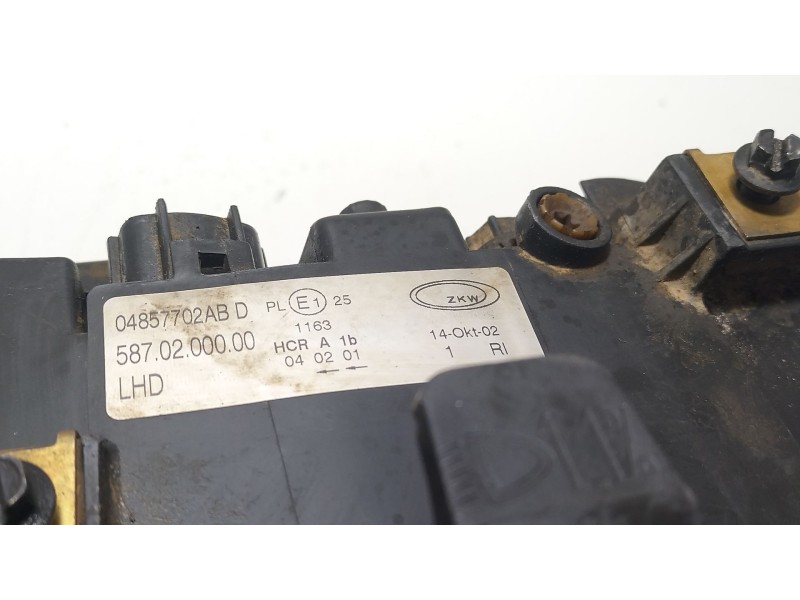 04857702AB D
587.02.000.00
LHD
PL E1 25
1163
HCR A 1b
04 02 01
← ←
ZKW
14-Okt-02
1 RI